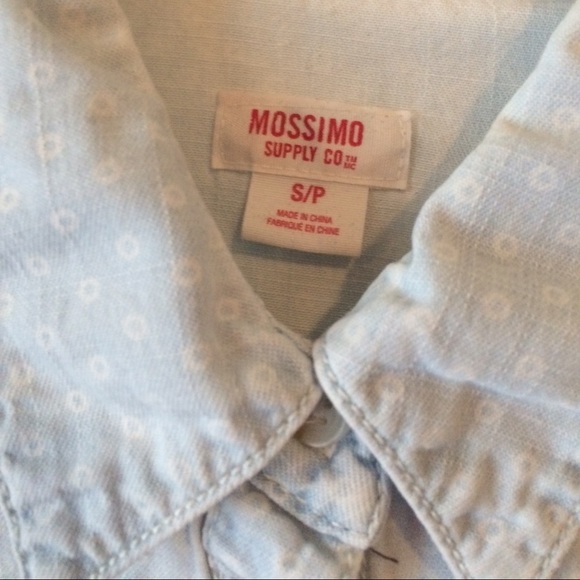 MOSSIMO
SUPPLY CO TM MC
S/P
MADE IN CHINA
FABRIQUÉ EN CHINE